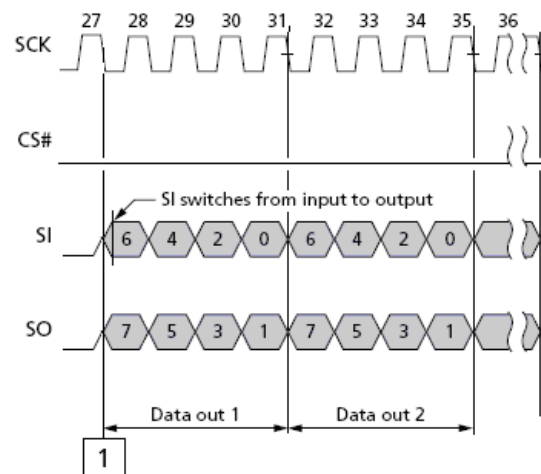 27 28 29 30 31 32 33 34 35 36
SCK
CS#
SI switches from input to output
SI 6 4 2 0 6 4 2 0
SO 7 5 3 1 7 5 3 1
Data out 1 Data out 2
1